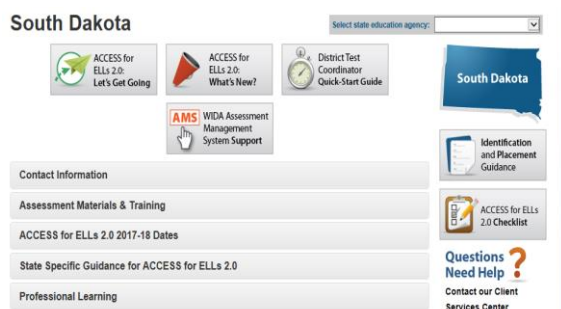 South Dakota
Select state education agency:
ACCESS for
ELLs 2.0:
Let's Get Going
ACCESS for
ELLs 2.0:
What's New?
District Test
Coordinator
Quick-Start Guide
AMS
WIDA Assessment
Management
System Support
South Dakota
Contact Information
Assessment Materials & Training
ACCESS for ELLs 2.0 2017-18 Dates
State Specific Guidance for ACCESS for ELLs 2.0
Professional Learning
Identification
and Placement
Guidance
ACCESS for ELLs
2.0 Checklist
Questions
Need Help ?
Contact our Client
Services Center